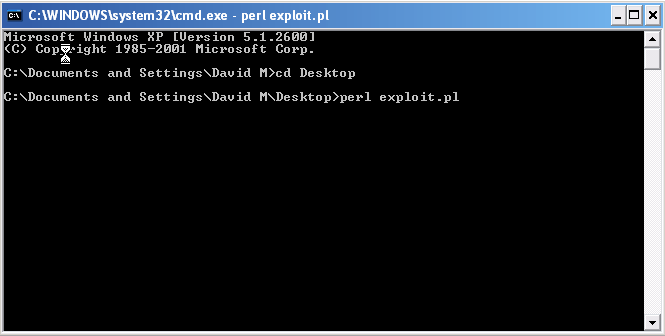 C:\WINDOWS\system32\cmd.exe - perl exploit.pl
Microsoft Windows XP [Version 5.1.2600]
(C) Copyright 1985-2001 Microsoft Corp.
C:\Documents and Settings\David M>cd Desktop
C:\Documents and Settings\David M\Desktop>perl exploit.pl